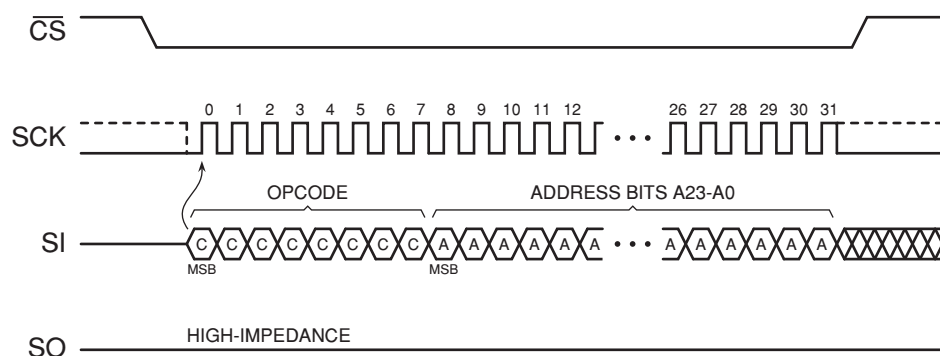 CS
SCK
0 1 2 3 4 5 6 7 8 9 10 11 12 26 27 28 29 30 31
OPCODE ADDRESS BITS A23-A0
SI
C C C C C C C C A A A A A A A A A A A A
MSB MSB
HIGH-IMPEDANCE
SO